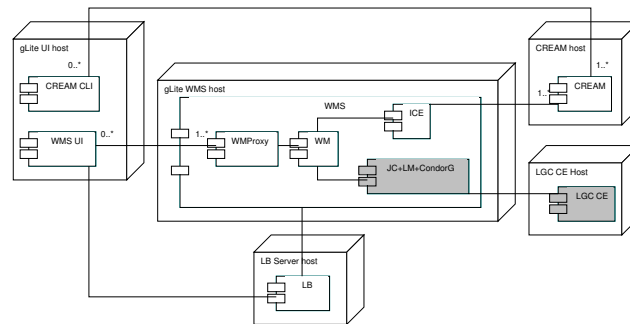 gLite UI host
CREAM host
0..*
1..*
CREAM CLI
gLite WMS host
CREAM
1..*
WMS
ICE
0..*
1..*
WMS UI
WMProxy
WM
JC+LM+CondorG
LGC CE Host
LGC CE
LB Server host
LB